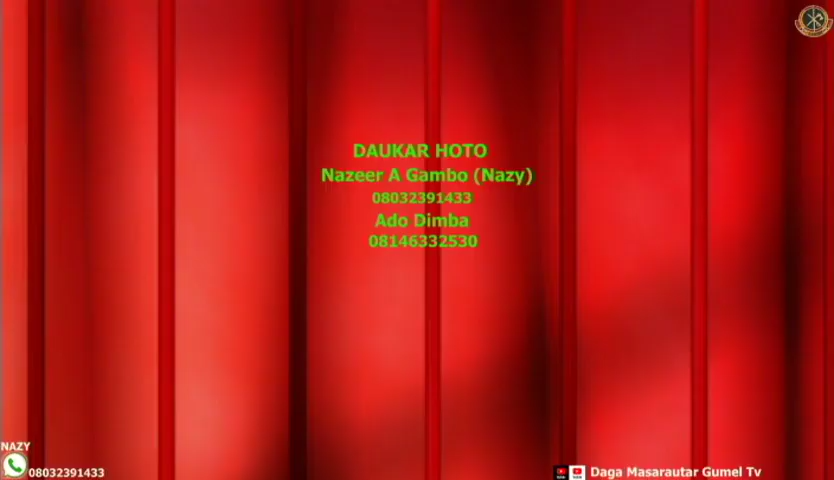 DAUKAR HOTO
Nazeer A Gambo (Nazy)
08032391433
Ado Dimba
08146332530
NAZY
08032391433
Daga Masarautar Gumel Tv